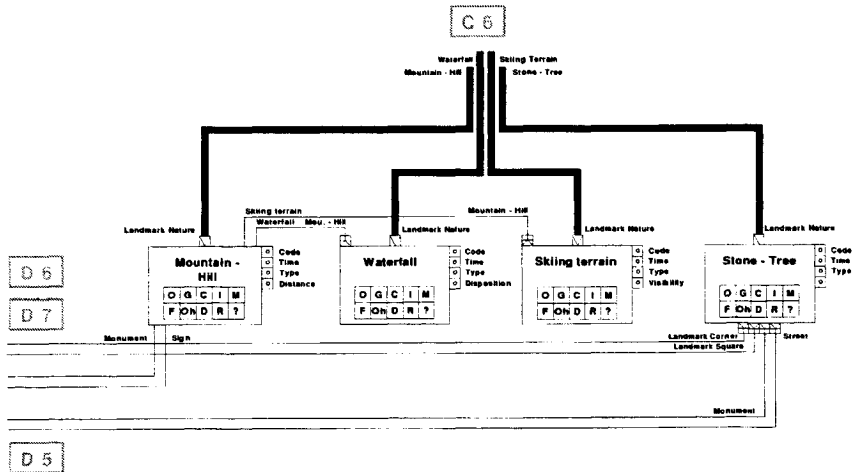 C 6
Waterfall Skiing Terrain
Mountain - Hill Stone - Tree
Skiing terrain Mountain - Hill
Waterfall Mou. - Hill
Landmark Nature Landmark Nature Landmark Nature Landmark Nature
Mountain - Hill
Code
Time
Type
Distance
O G C I M
F Oh D R ?
Waterfall
Code
Time
Type
Disposition
O G C I M
F Oh D R ?
Skiing terrain
Code
Time
Type
Visibility
O G C I M
F Oh D R ?
Stone - Tree
Code
Time
Type
O G C I M
F Oh D R ?
D 6
D 7
Monument Sign
Landmark Corner Street
Landmark Square
Monument
D 5